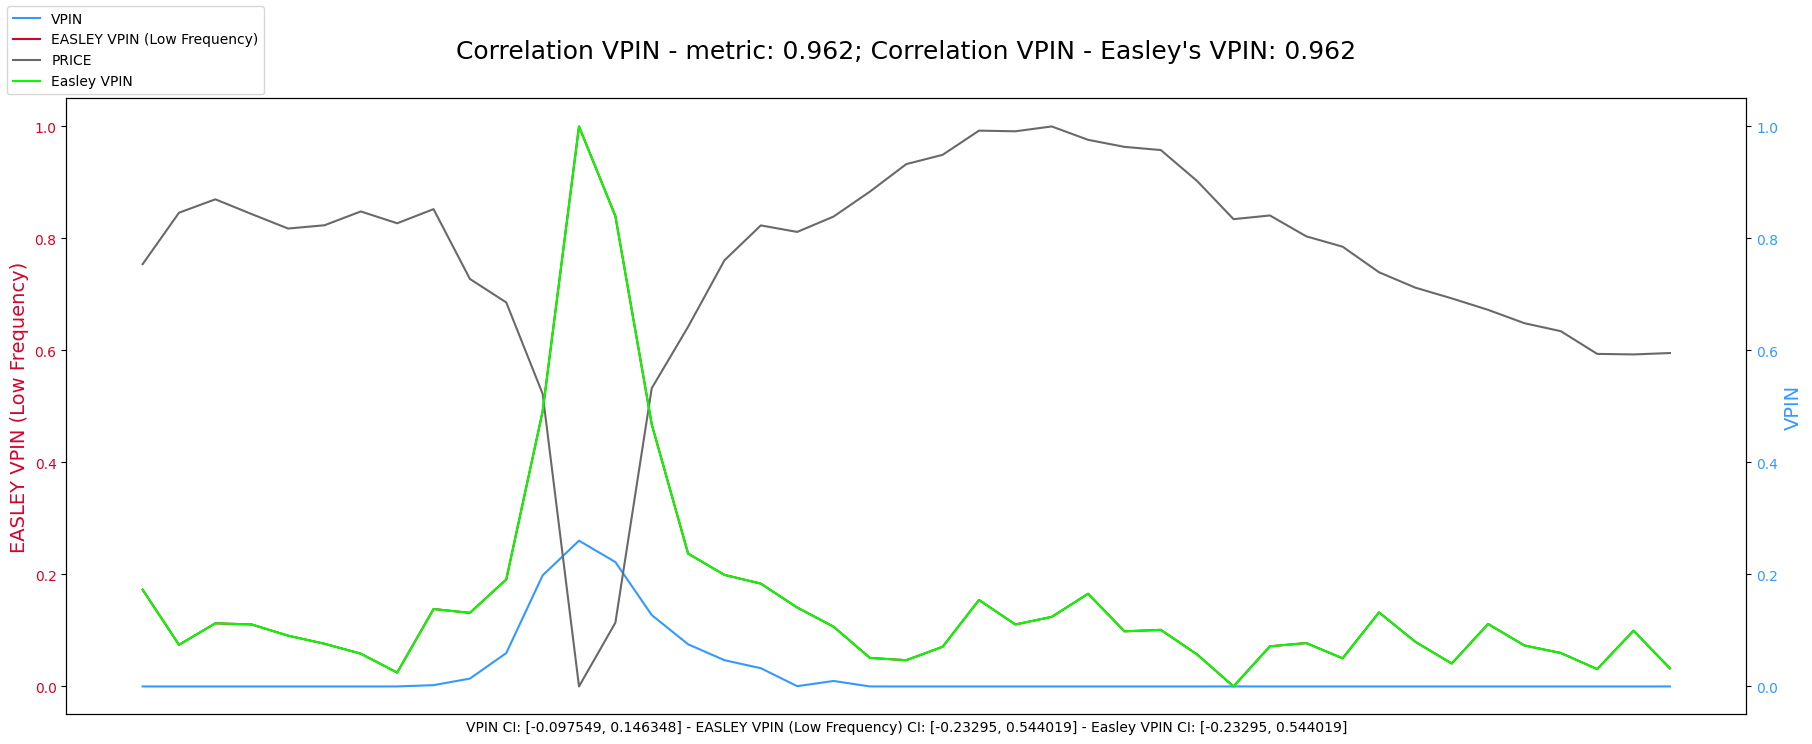 VPIN
EASLEY VPIN (Low Frequency)
PRICE
Easley VPIN
Correlation VPIN - metric: 0.962; Correlation VPIN - Easley's VPIN: 0.962
1.0
0.8
0.6
0.4
0.2
0.0
EASLEY VPIN (Low Frequency)
1.0
0.8
0.6
0.4
0.2
0.0
VPIN
VPIN CI: [-0.097549, 0.146348] - EASLEY VPIN (Low Frequency) CI: [-0.23295, 0.544019] - Easley VPIN CI: [-0.23295, 0.544019]